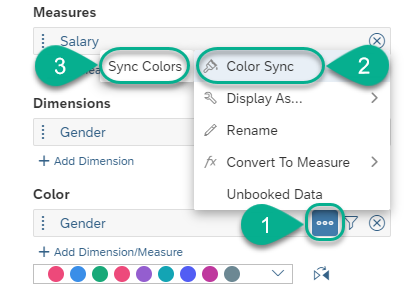 Measures
Salary
3
Sync Colors
Color Sync
2
Display As...
Dimensions
Gender
Rename
+ Add Dimension
fx Convert To Measure
Color
Unbooked Data
Gender
1
+ Add Dimension/Measure